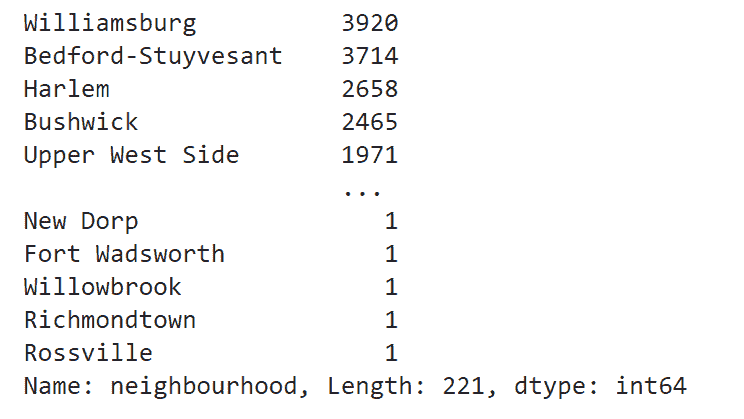 Williamsburg 3920
Bedford-Stuyvesant 3714
Harlem 2658
Bushwick 2465
Upper West Side 1971
...
New Dorp 1
Fort Wadsworth 1
Willowbrook 1
Richmondtown 1
Rossville 1
Name: neighbourhood, Length: 221, dtype: int64